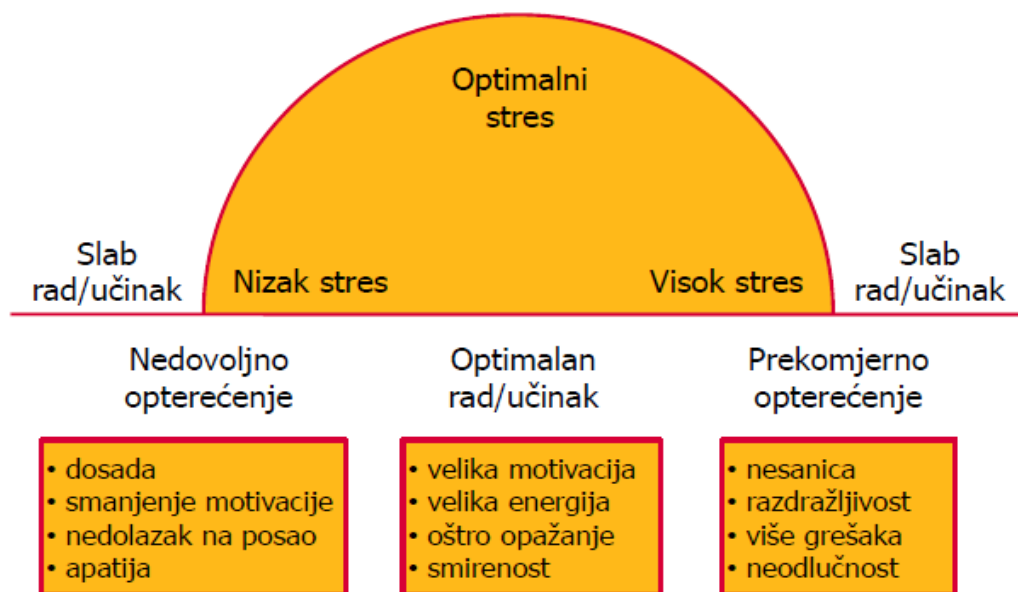 Optimalni
stres
Slab
rad/učinak
Nizak stres
Visok stres
Slab
rad/učinak
Nedovoljno
opterećenje
Optimalan
rad/učinak
Prekomjerno
opterećenje
• dosada
• smanjenje motivacije
• nedolazak na posao
• apatija
• velika motivacija
• velika energija
• oštro opažanje
• smirenost
• nesanica
• razdražljivost
• više grešaka
• neodlučnost